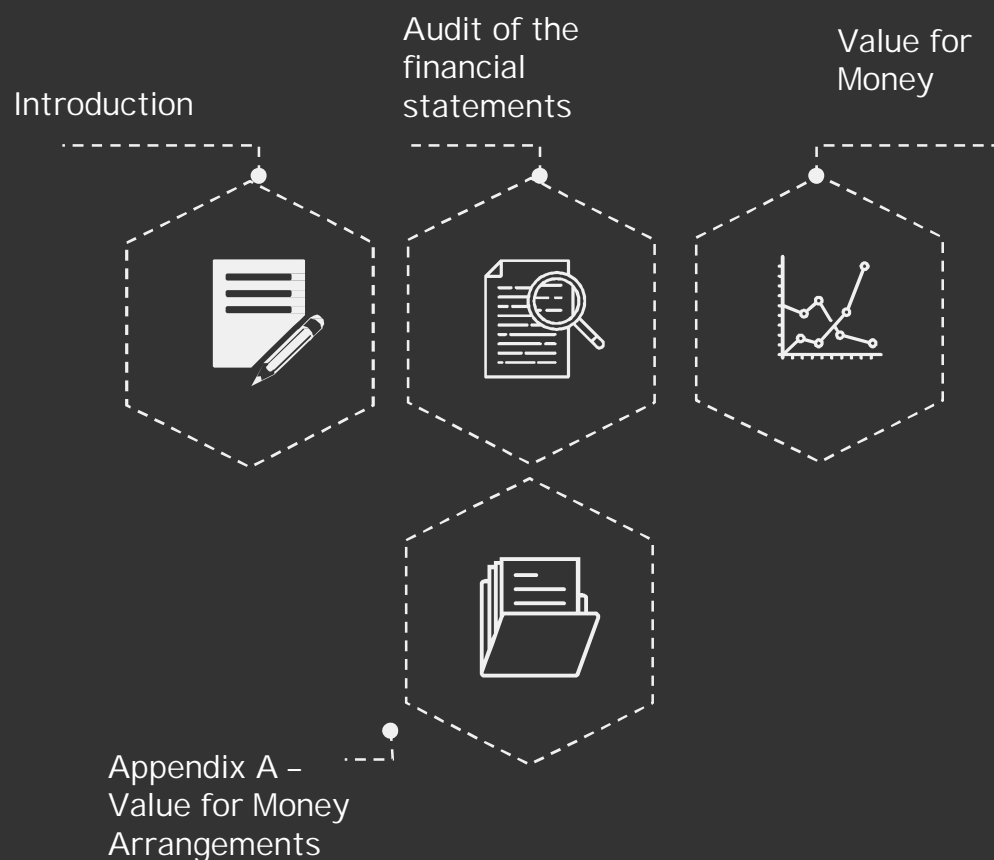 Introduction
Audit of the
financial
statements
Value for
Money
Appendix A –
Value for Money
Arrangements